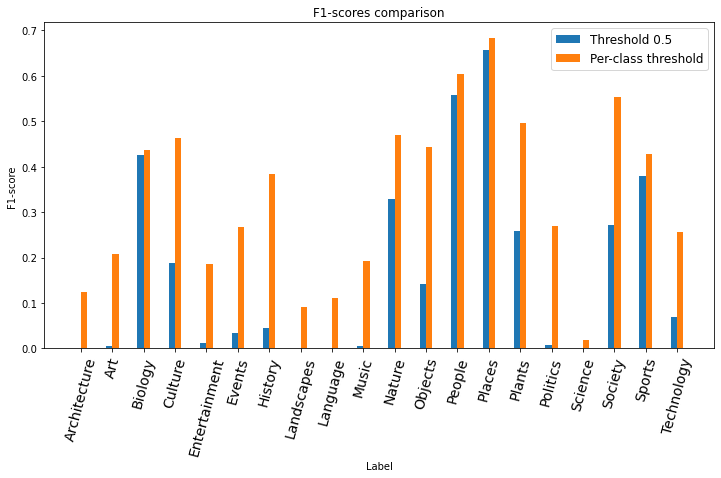 F1-scores comparison
Threshold 0.5
Per-class threshold
F1-score
0.7
0.6
0.5
0.4
0.3
0.2
0.1
0.0
Architecture
Art
Biology
Culture
Entertainment
Events
History
Landscapes
Language
Music
Nature
Objects
People
Places
Plants
Politics
Science
Society
Sports
Technology
Label